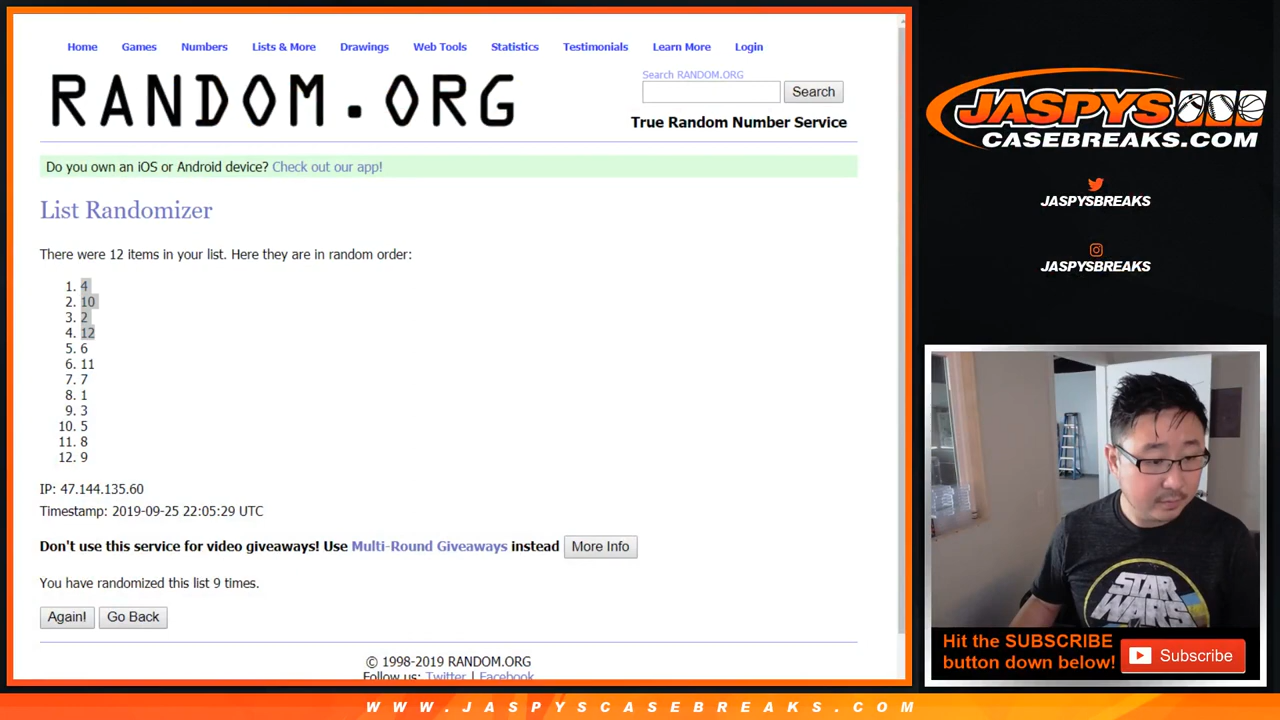 Home Games Numbers Lists & More Drawings Web Tools Statistics Testimonials Learn More Login
RANDOM.ORG
Search RANDOM.ORG
Search
True Random Number Service
Do you own an iOS or Android device? Check out our app!
List Randomizer
There were 12 items in your list. Here they are in random order:
1. 4
2. 10
3. 2
4. 12
5. 6
6. 11
7. 7
8. 1
9. 3
10. 5
11. 8
12. 9
IP: 47.144.135.60
Timestamp: 2019-09-25 22:05:29 UTC
Don't use this service for video giveaways! Use Multi-Round Giveaways instead More Info
You have randomized this list 9 times.
Again! Go Back
© 1998-2019 RANDOM.ORG
Follow us: Twitter | Facebook
JASPYS
CASEBREAKS.COM
JASPYSBREAKS
JASPYSBREAKS
STAR
WARS
Hit the SUBSCRIBE
button down below!
Subscribe
WWW.JASPYSCASEBREAKS.COM